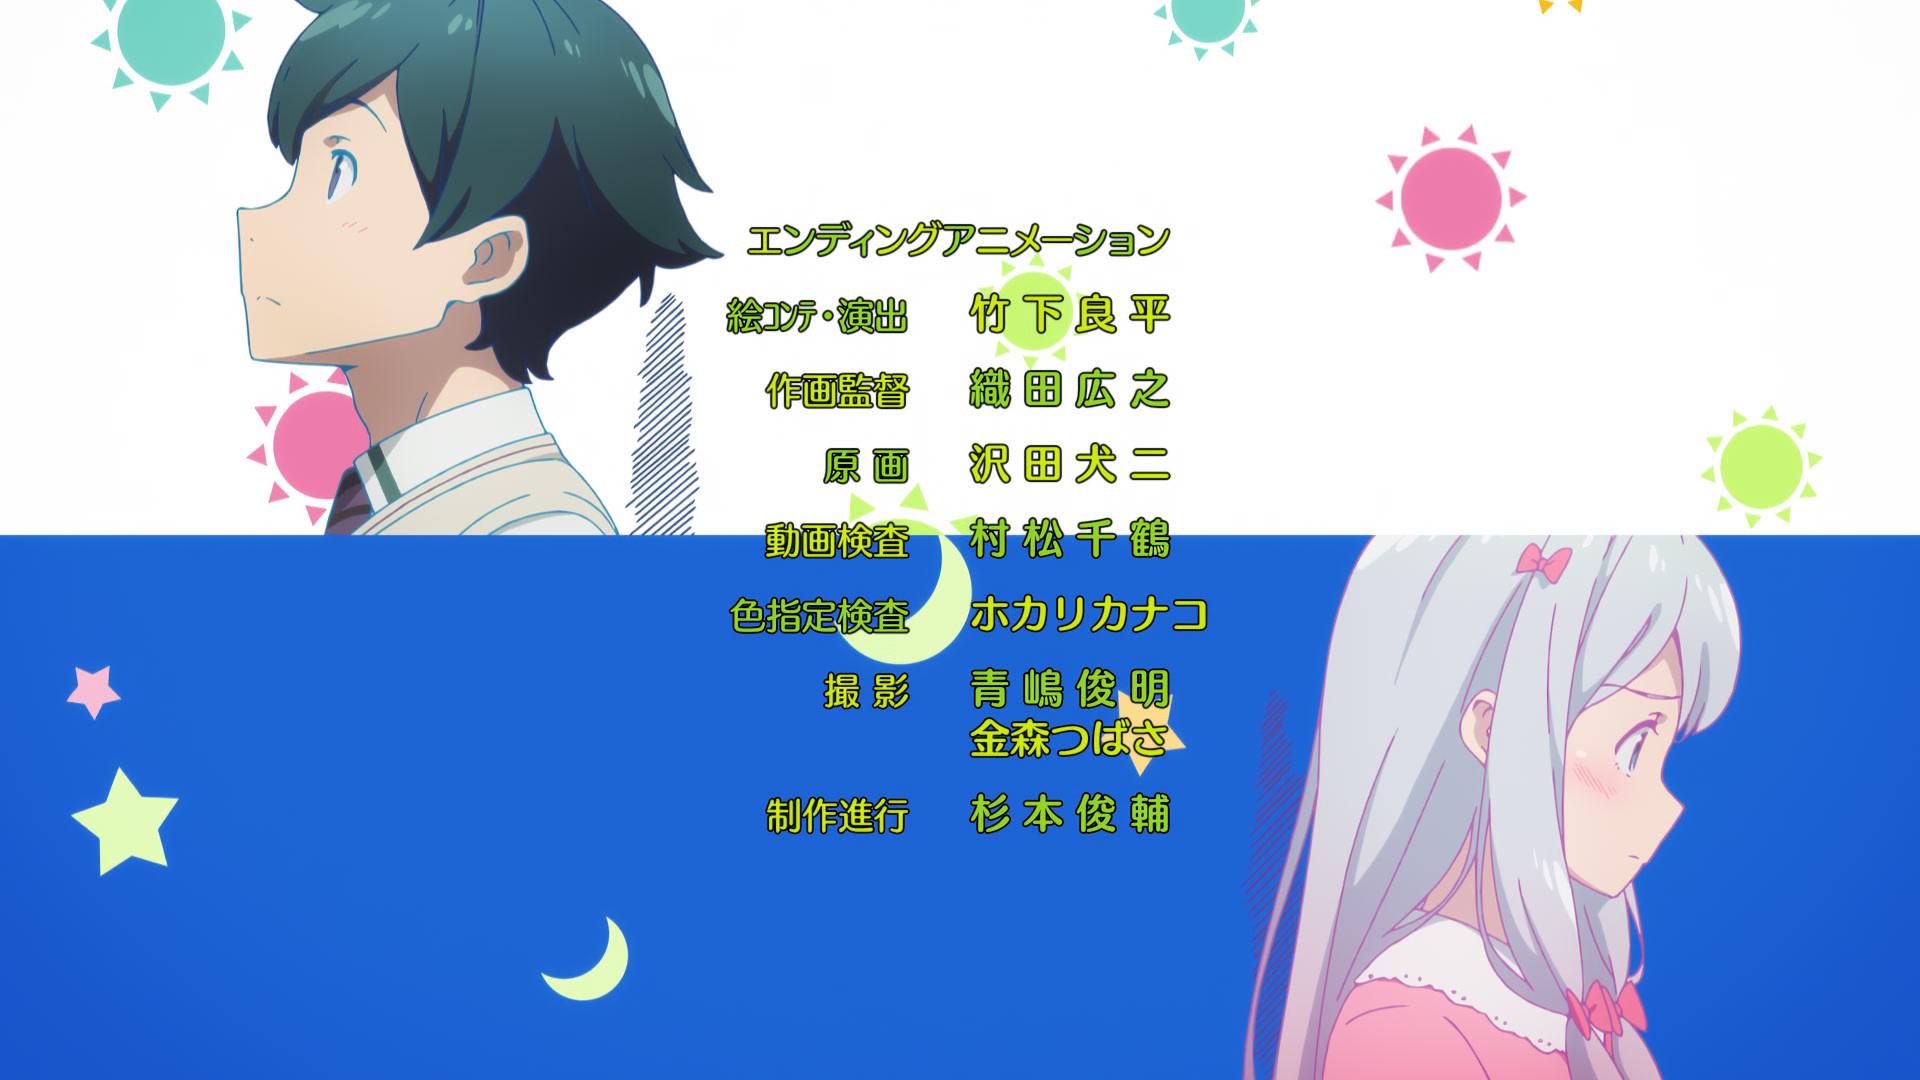 エンディングアニメーション
絵コンテ・演出 竹下良平
作画監督 織田広之
原画 沢田犬二
動画検査 村松千鶴
色指定検査 ホカリカナコ
撮影 青嶋俊明
金森つばさ
制作進行 杉本俊輔